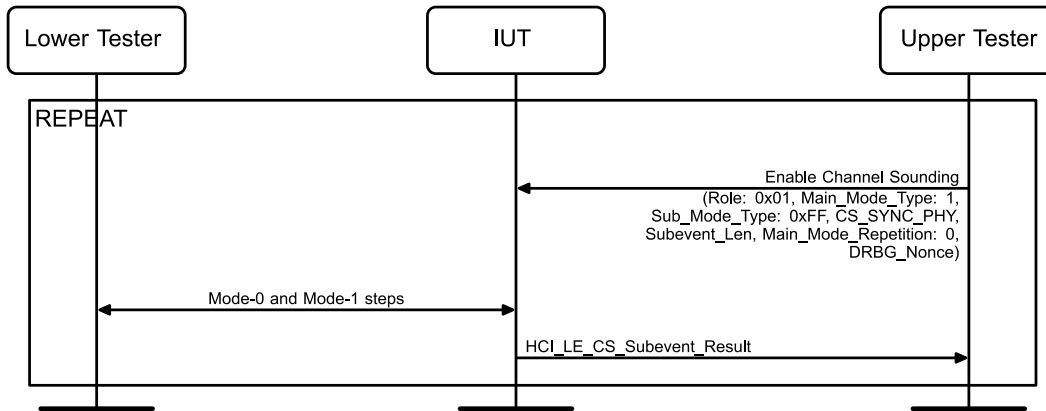 Lower Tester
IUT
Upper Tester
REPEAT
Enable Channel Sounding
(Role: 0x01, Main_Mode_Type: 1,
Sub_Mode_Type: 0xFF, CS_SYNC_PHY,
Subevent_Len, Main_Mode_Repetition: 0,
DRBG_Nonce)
Mode-0 and Mode-1 steps
HCI_LE_CS_Subevent_Result